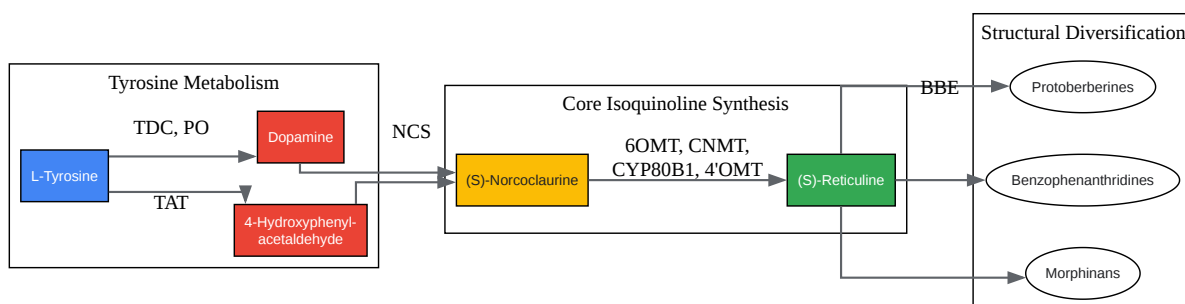 Structural Diversification
Tyrosine Metabolism
Core Isoquinoline Synthesis
L-Tyrosine
TDC, PO
TAT
Dopamine
4-Hydroxyphenyl-
acetaldehyde
NCS
(S)-Norcoclaurine
6OMT, CNMT,
CYP80B1, 4'OMT
(S)-Reticuline
BBE
Protoberberines
Benzophenanthridines
Morphinans